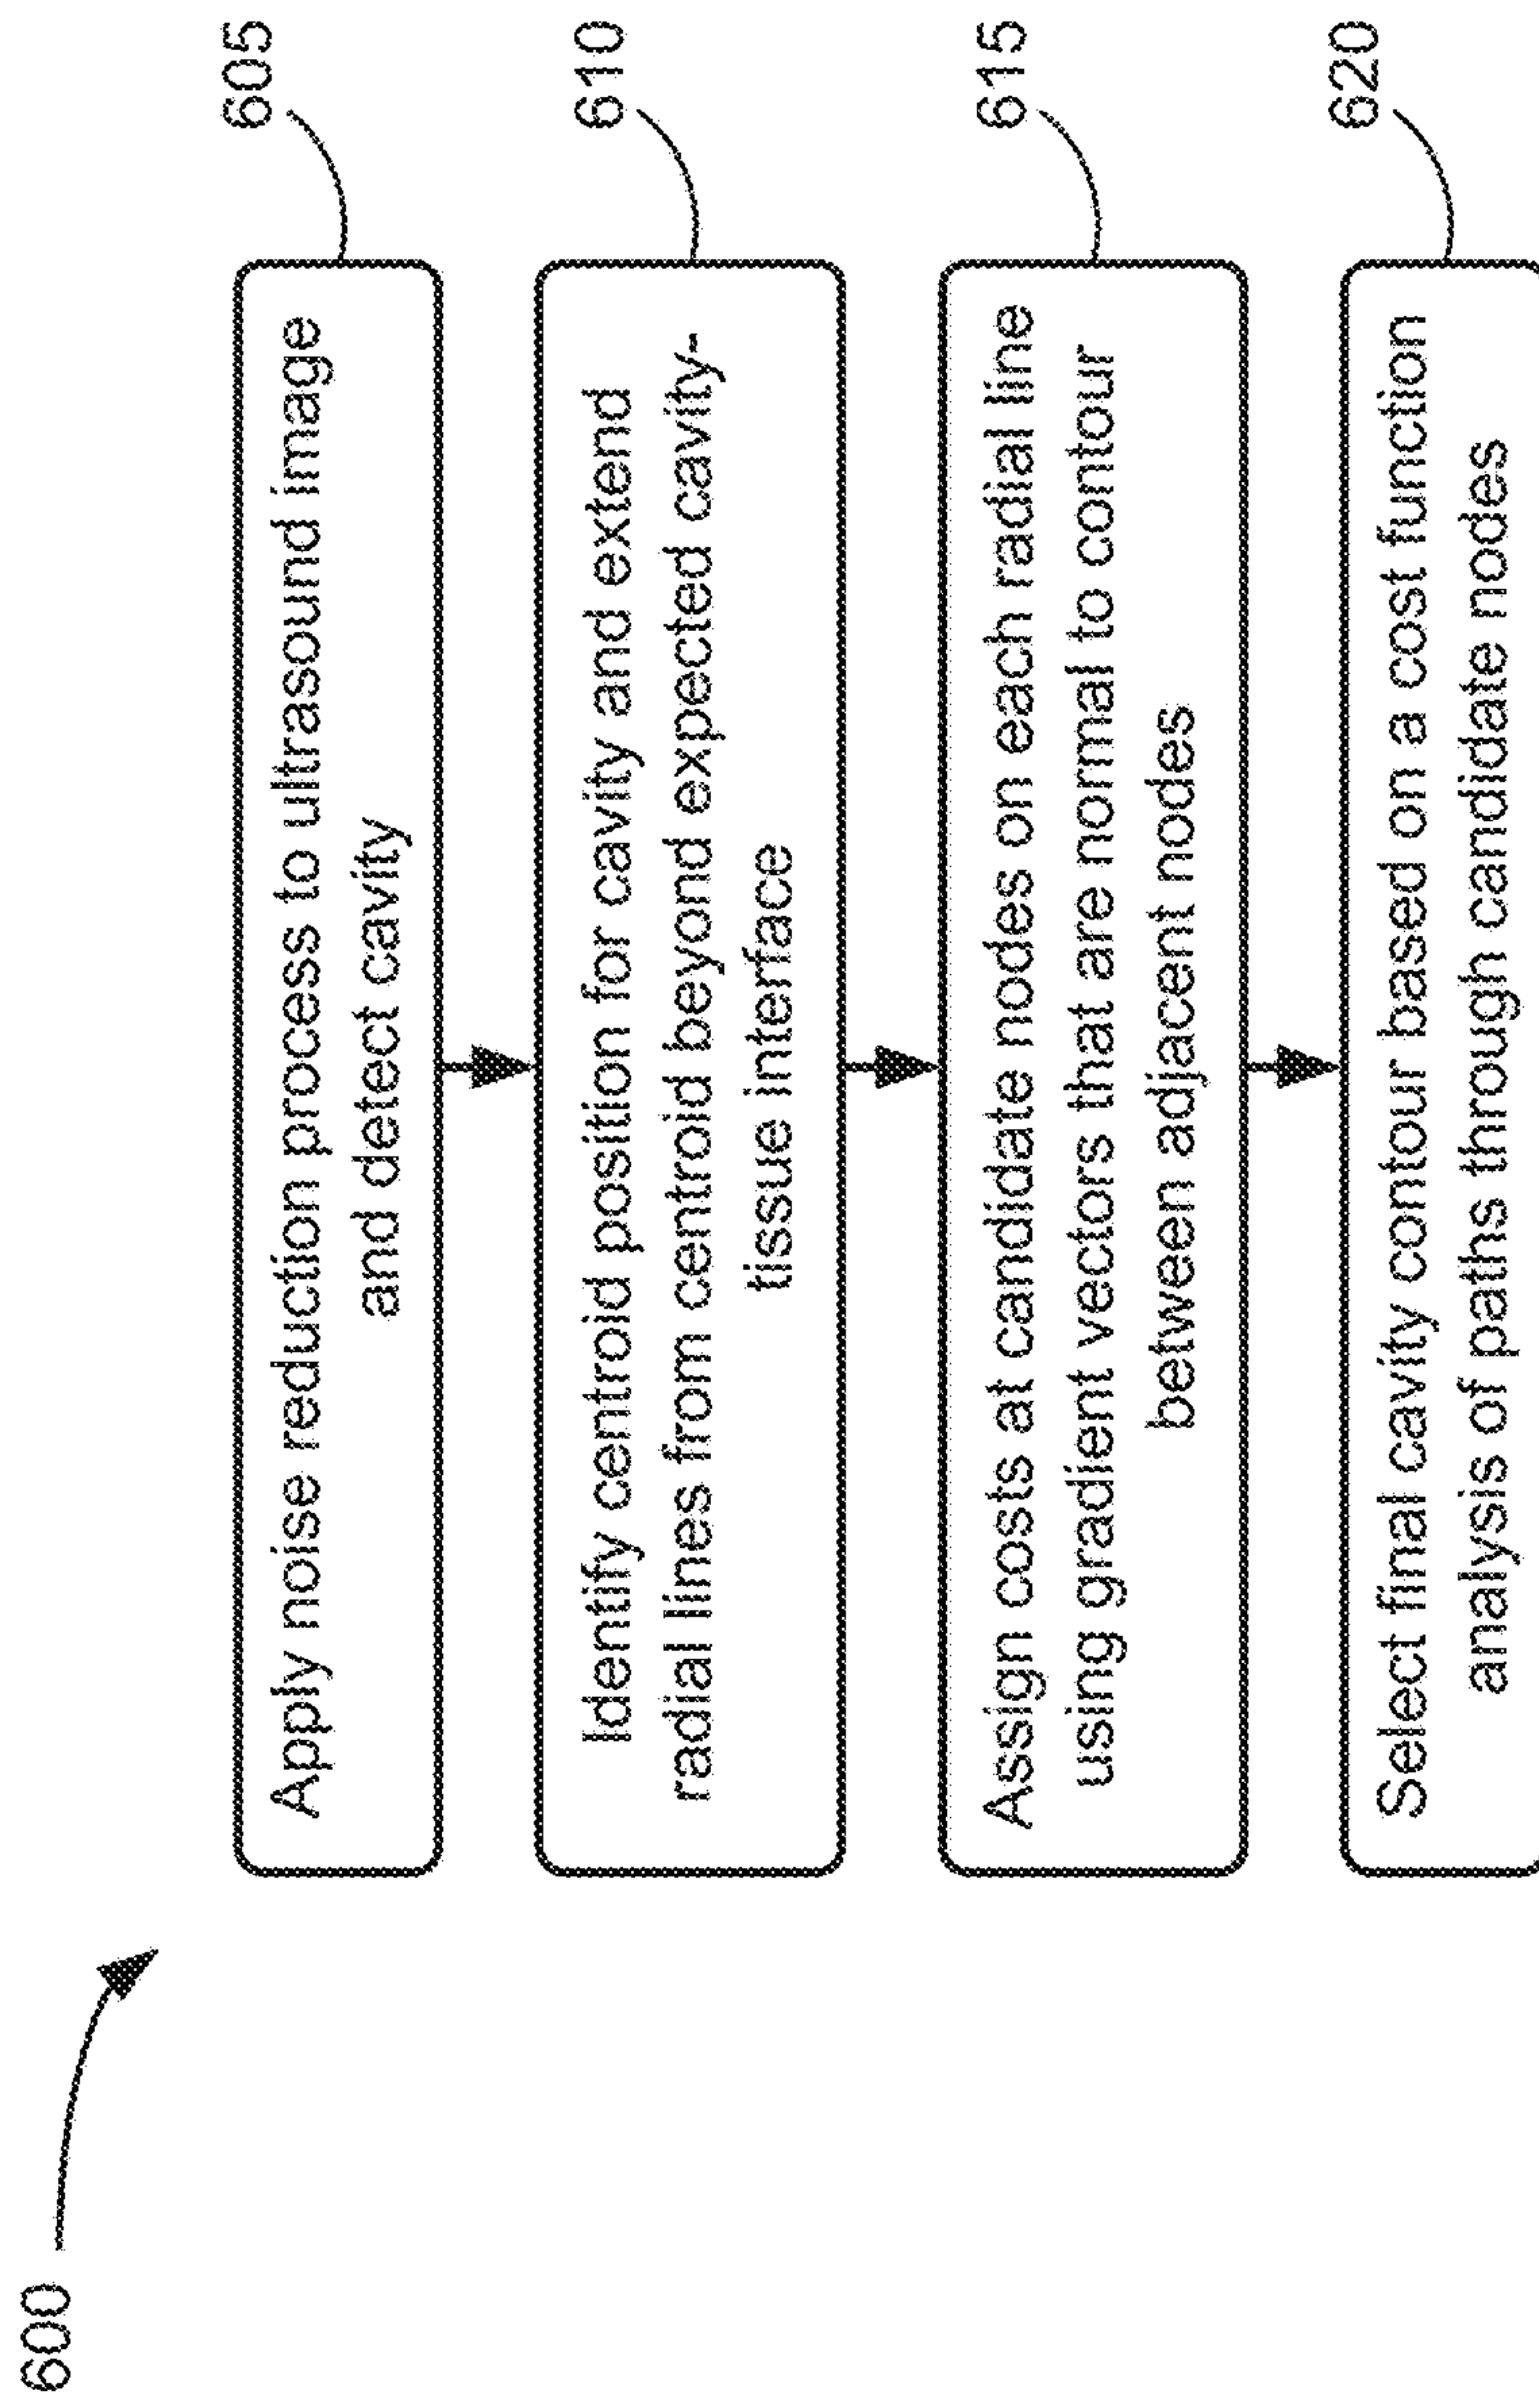 600
605
Apply noise reduction process to ultrasound image
and detect cavity
610
Identify centroid position for cavity and extend
radial lines from centroid beyond expected cavity-
tissue interface
615
Assign costs at candidate nodes on each radial line
using gradient vectors that are normal to contour
between adjacent nodes
620
Select final cavity contour based on a cost function
analysis of paths through candidate nodes